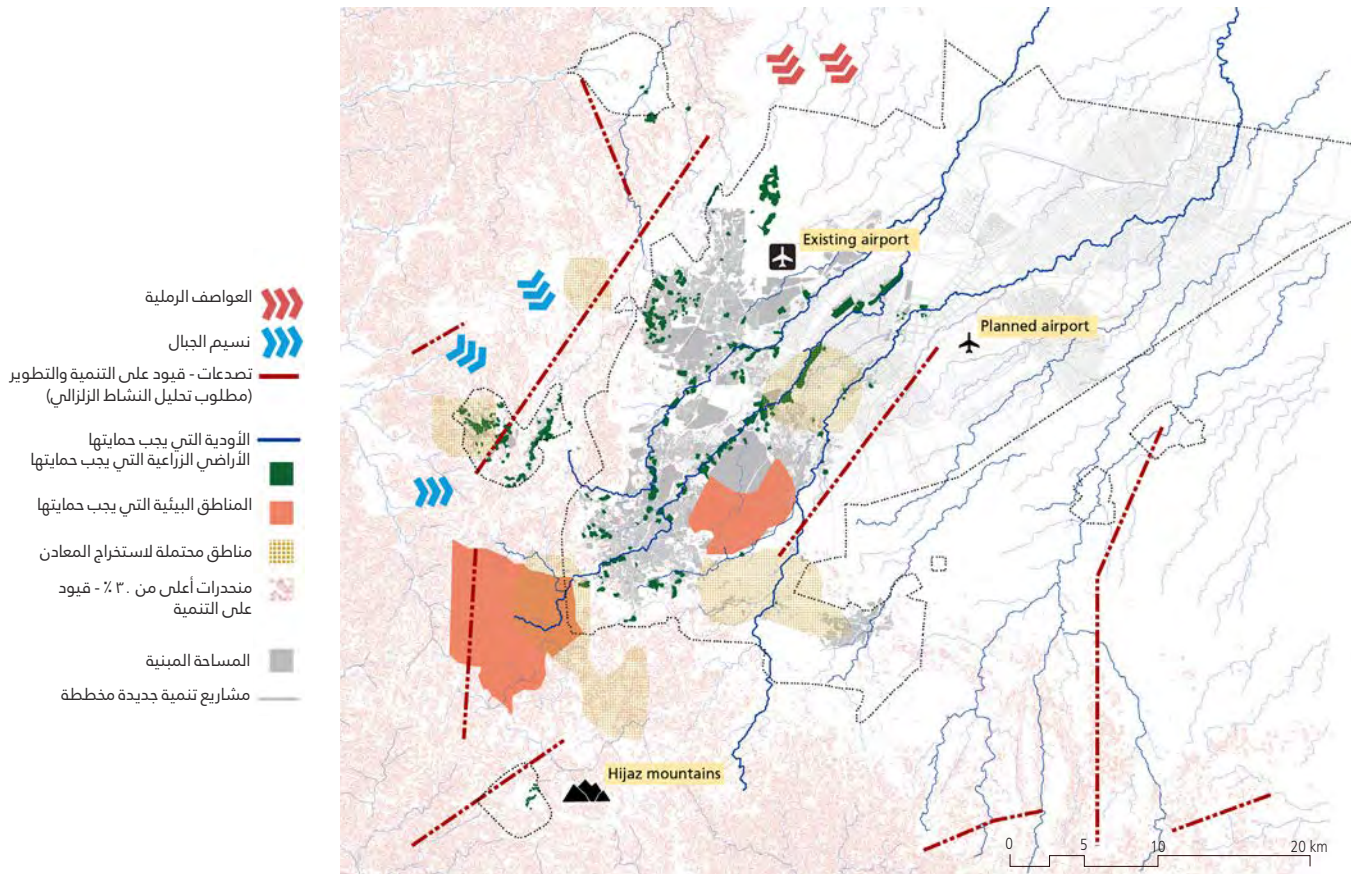 Existing airport
Planned airport
Hijaz mountains
0 5 10 20 km
العواصف الرملية
نسيم الجبال
تصدعات - قيود على التنمية والتطوير
(مطلوب تحليل النشاط الزلزالي)
الأودية التي يجب حمايتها
الأراضي الزراعية التي يجب حمايتها
المناطق البيئية التي يجب حمايتها
مناطق محتملة لاستخراج المعادن
منحدرات أعلى من ٣٠٪ - قيود
على التنمية
المساحة المبنية
مشاريع تنمية جديدة مخططة